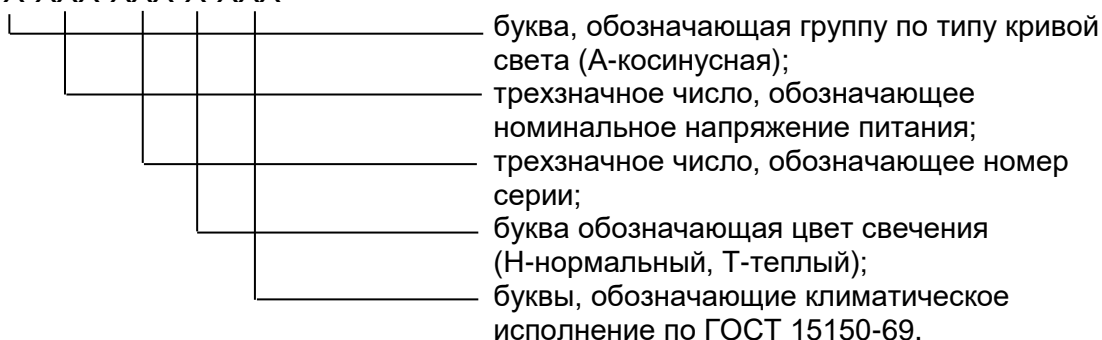 буква, обозначающая группу по типу кривой
света (А-косинусная);
трехзначное число, обозначающее
номинальное напряжение питания;
трехзначное число, обозначающее номер
серии;
буква обозначающая цвет свечения
(Н-нормальный, Т-теплый);
буквы, обозначающие климатическое
исполнение по ГОСТ 15150-69.